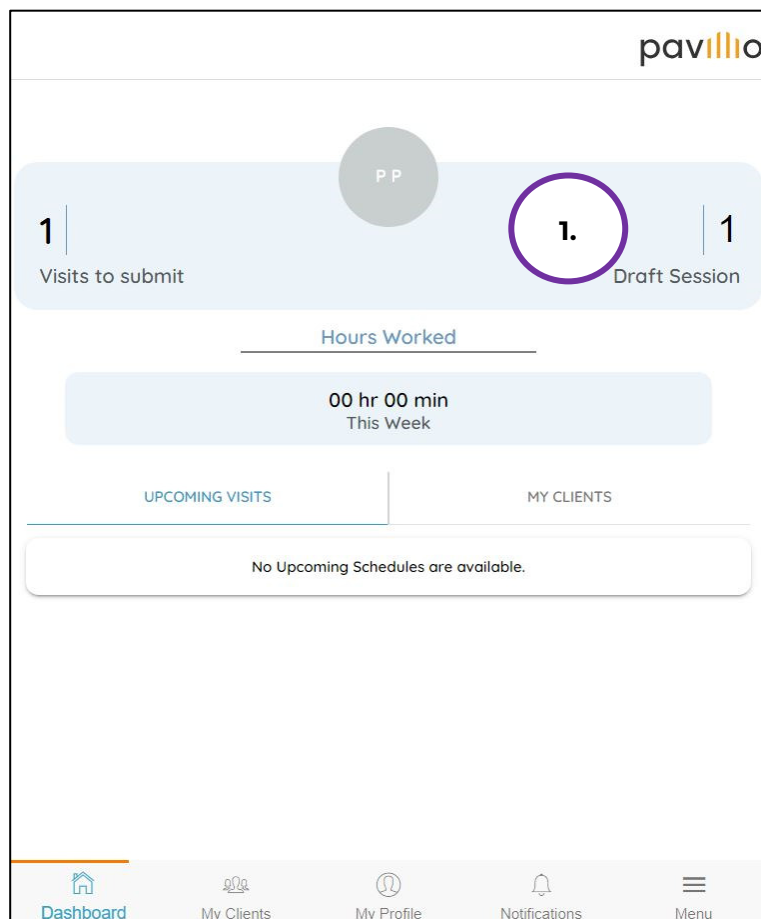 pavillio
P P
1
1.
1
Visits to submit
Draft Session
Hours Worked
00 hr 00 min
This Week
UPCOMING VISITS
MY CLIENTS
No Upcoming Schedules are available.
Dashboard
My Clients
My Profile
Notifications
Menu